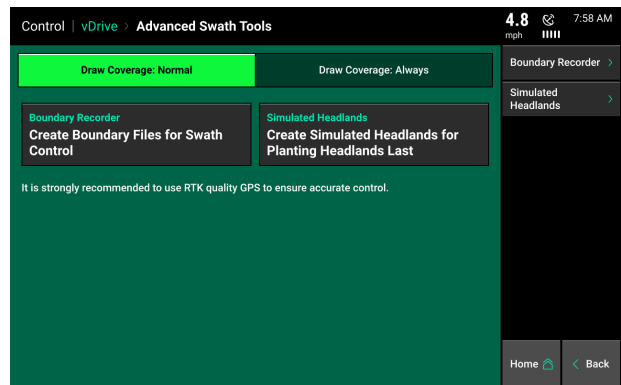 Control | vDrive > Advanced Swath Tools
4.8
mph
7:58 AM
Draw Coverage: Normal
Draw Coverage: Always
Boundary Recorder >
Simulated
Headlands >
Boundary Recorder
Create Boundary Files for Swath
Control
Simulated Headlands
Create Simulated Headlands for
Planting Headlands Last
It is strongly recommended to use RTK quality GPS to ensure accurate control.
Home
< Back